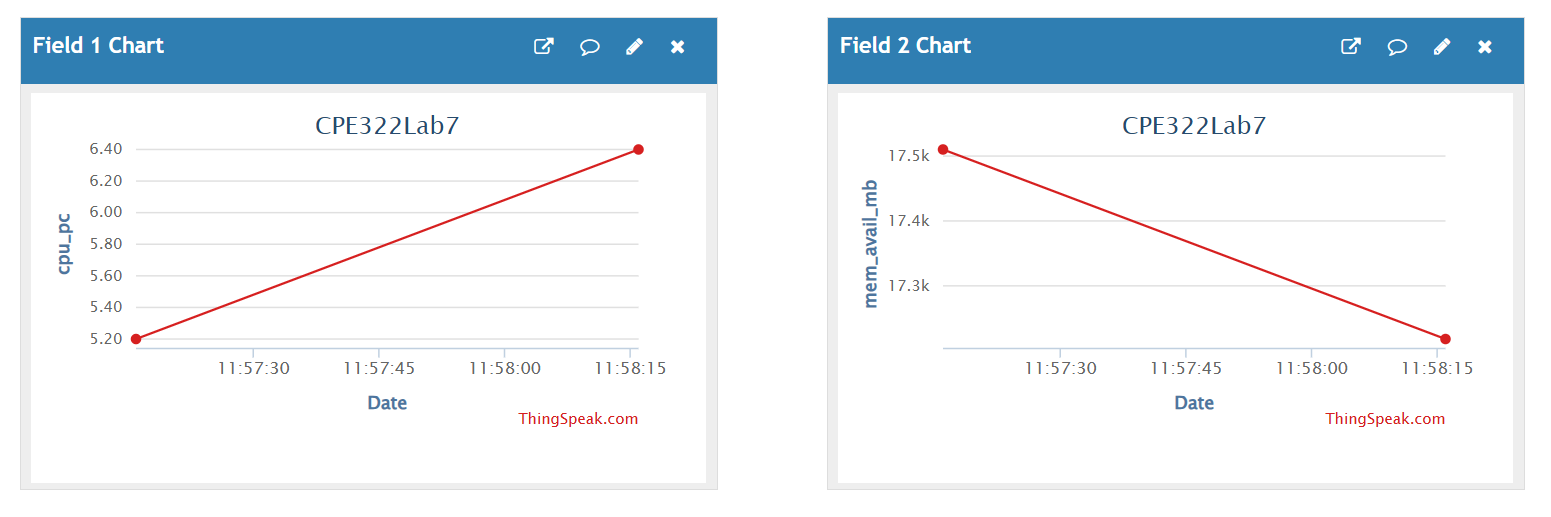 Field 1 Chart
CPE322Lab7
6.40
6.20
6.00
5.80
5.60
5.40
5.20
cpu_pc
11:57:30 11:57:45 11:58:00 11:58:15
Date
ThingSpeak.com
Field 2 Chart
CPE322Lab7
17.5k
17.4k
17.3k
mem_avail_mb
11:57:30 11:57:45 11:58:00 11:58:15
Date
ThingSpeak.com